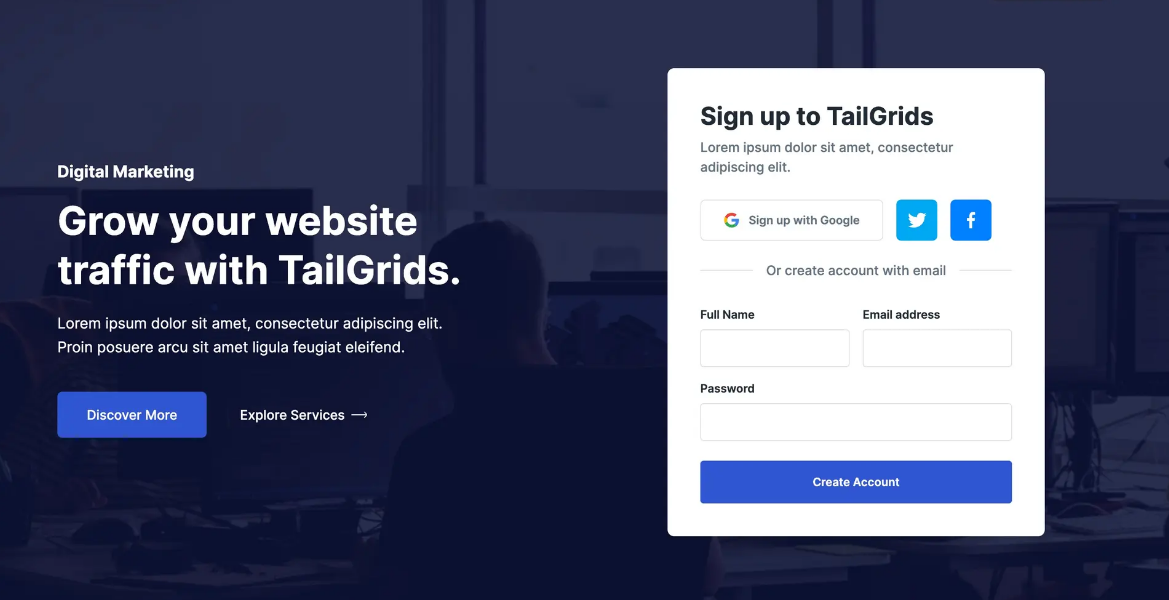 Digital Marketing
Grow your website
traffic with TailGrids.
Lorem ipsum dolor sit amet, consectetur adipiscing elit.
Proin posuere arcu sit amet ligula feugiat eleifend.
Discover More
Explore Services →
Sign up to TailGrids
Lorem ipsum dolor sit amet, consectetur
adipiscing elit.
Sign up with Google
Or create account with email
Full Name
Email address
Password
Create Account